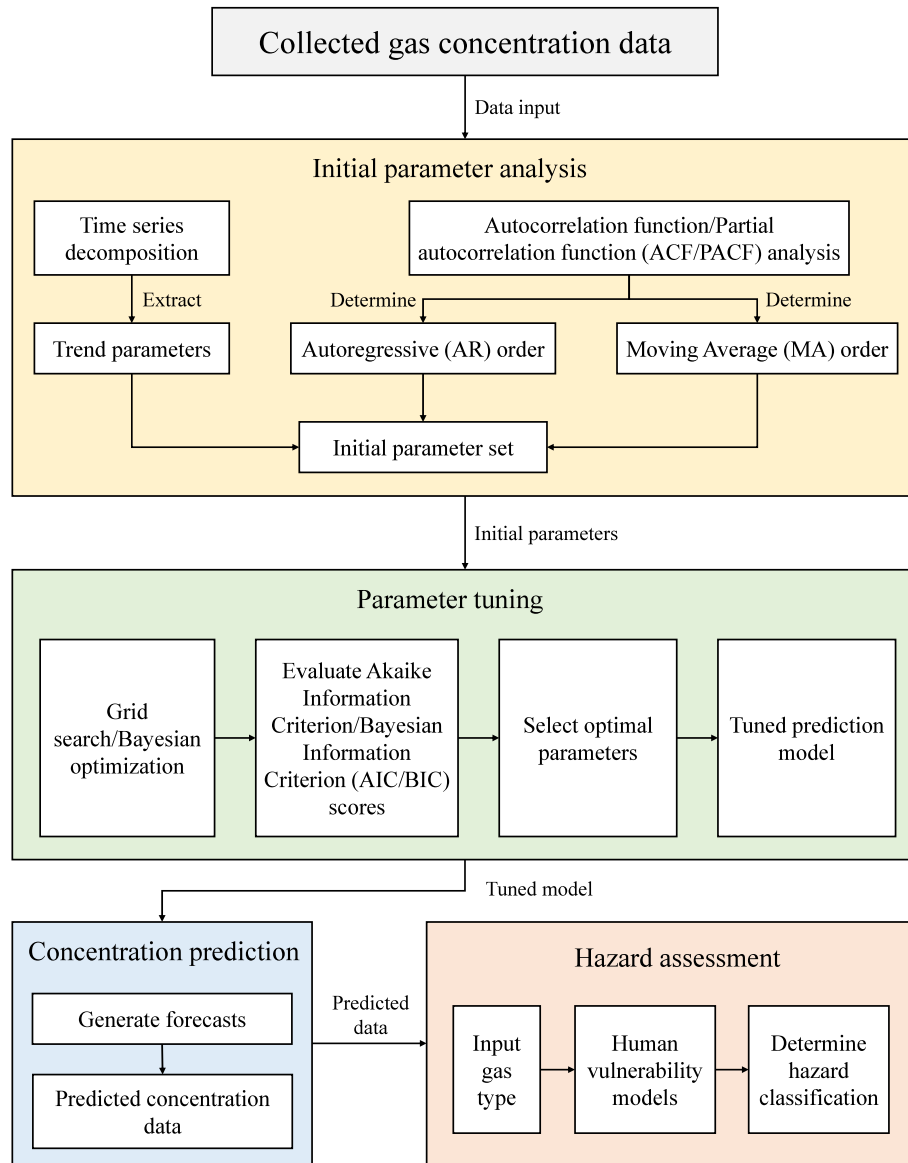 Collected gas concentration data
Data input
Initial parameter analysis
Time series
decomposition
Autocorrelation function/Partial
autocorrelation function (ACF/PACF) analysis
Extract
Determine
Determine
Trend parameters
Autoregressive (AR) order
Moving Average (MA) order
Initial parameter set
Initial parameters
Parameter tuning
Grid
search/Bayesian
optimization
Evaluate Akaike
Information
Criterion/Bayesian
Information
Criterion (AIC/BIC)
scores
Select optimal
parameters
Tuned prediction
model
Tuned model
Concentration prediction
Generate forecasts
Predicted concentration
data
Predicted
data
Hazard assessment
Input
gas
type
Human
vulnerability
models
Determine
hazard
classification